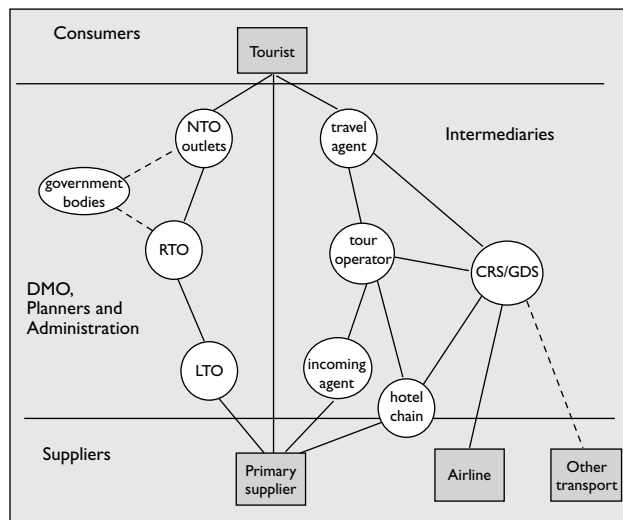 Consumers
Tourist
NTO
outlets
travel
agent
Intermediaries
government
bodies
RTO
tour
operator
CRS/GDS
DMO,
Planners and
Administration
LTO
incoming
agent
hotel
chain
Suppliers
Primary
supplier
Airline
Other
transport